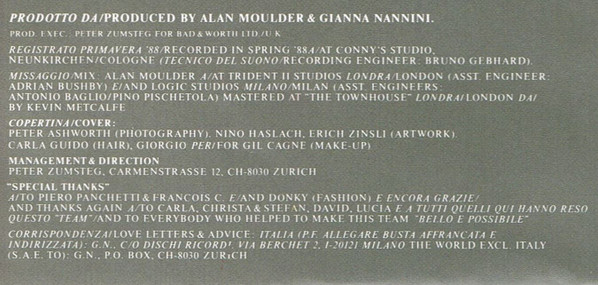 PRODOTTO DA/PRODUCED BY ALAN MOULDER & GIANNA NANNINI.
PROD. EXEC. PETER ZUMSTEG FOR BAD & WORTH LTD./U.K.
REGISTRATO PRIMAVERA '88/RECORDED IN SPRING '88 A/AT CONNY'S STUDIO,
NEUNKIRCHEN/COLOGNE (TECNICO DEL SUONO/RECORDING ENGINEER: BRUNO GEBHARD).
MISSAGGIO/MIX: ALAN MOULDER A/AT TRIDENT II STUDIOS LONDRA/LONDON (ASST. ENGINEER:
ADRIAN BUSHBY) E/AND LOGIC STUDIOS MILANO/MILAN (ASST. ENGINEERS:
ANTONIO BAGLIO/PINO PISCHETOLA) MASTERED AT "THE TOWNHOUSE" LONDRA/LONDON DA/
BY KEVIN METCALFE
COPERTINA/COVER:
PETER ASHWORTH (PHOTOGRAPHY). NINO HASLACH, ERICH ZINSLI (ARTWORK).
CARLA GUIDO (HAIR), GIORGIO PER/FOR GIL CAGNE (MAKE-UP)
MANAGEMENT & DIRECTION
PETER ZUMSTEG, CARMENSTRASSE 12, CH-8030 ZURICH
"SPECIAL THANKS"
A/TO PIERO PANCHETTI & FRANCOIS C. E/AND DONKY (FASHION) E ENCORA GRAZIE/
AND THANKS AGAIN A/TO CARLA, CHRISTA & STEFAN, DAVID, LUCIA E A TUTTI QUELLI QUI HANNO RESO
QUESTO "TEAM"/AND TO EVERYBODY WHO HELPED TO MAKE THIS TEAM "BELLO E POSSIBILE"
CORRISPONDENZA/LOVE LETTERS & ADVICE: ITALIA (P.F. ALLEGARE BUSTA AFFRANCATA E
INDIRIZZATA): G.N., C/O DISCHI RICORDI, VIA BERCHET 2, I-20121 MILANO THE WORLD EXCL. ITALY
(S.A.E. TO): G.N., P.O. BOX, CH-8030 ZURICH